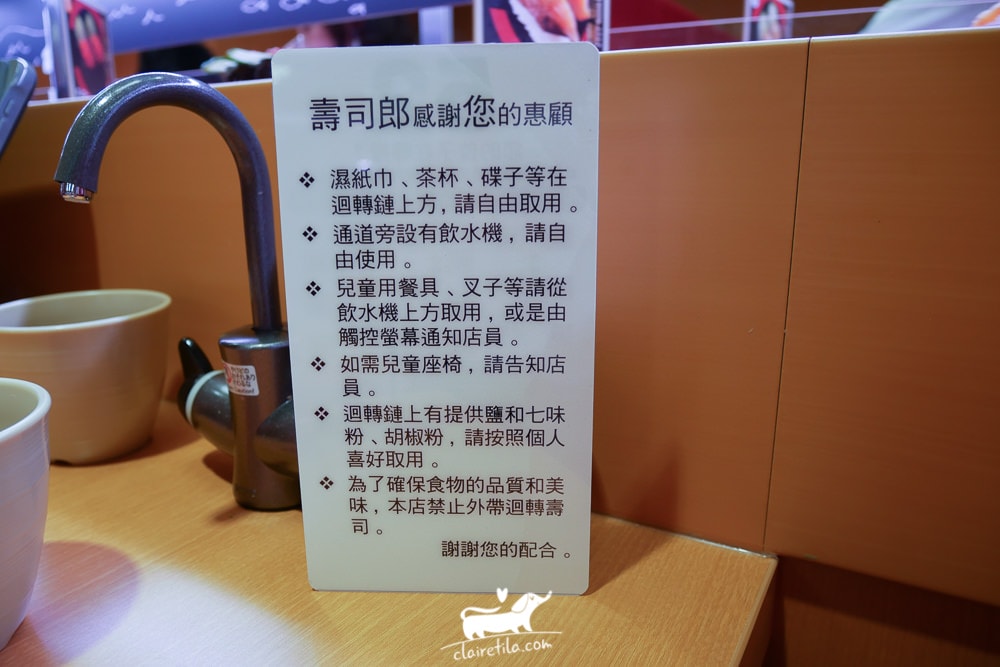 壽司郎感謝您的惠顧
❖ 濕紙巾、茶杯、碟子等在
迴轉鏈上方,請自由取用。
❖ 通道旁設有飲水機,請自
由使用。
❖ 兒童用餐具、叉子等請從
飲水機上方取用,或是由
觸控螢幕通知店員。
❖ 如需兒童座椅,請告知店
員。
❖ 迴轉鏈上有提供鹽和七味
粉、胡椒粉,請按照個人
喜好取用。
❖ 為了確保食物的品質和美
味,本店禁止外帶迴轉壽
司。
謝謝您的配合。
clairetila.com